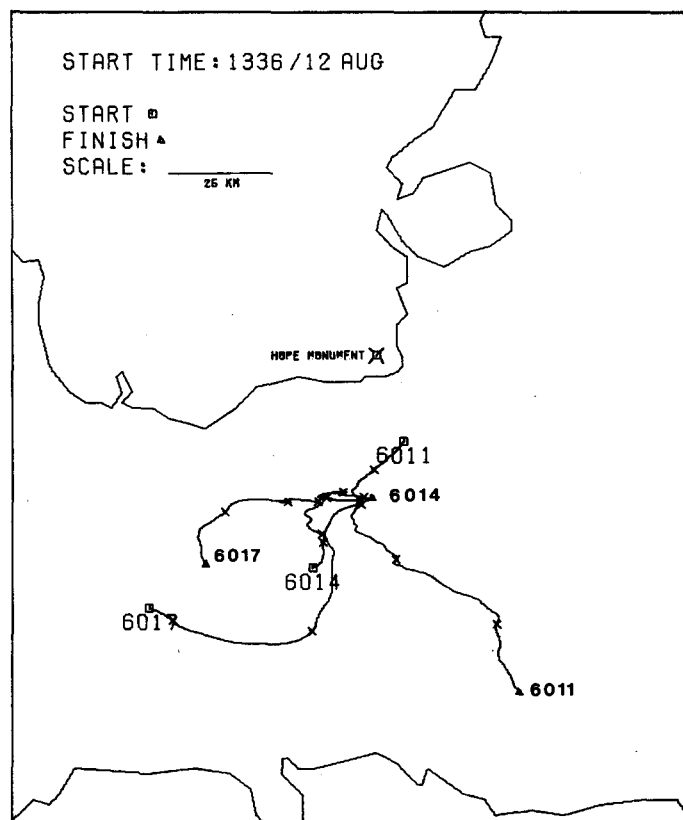 START TIME: 1336/12 AUG
START
FINISH
SCALE:
25 KM
HOPE MONUMENT
6011
6014
6017
6014
6017
6011